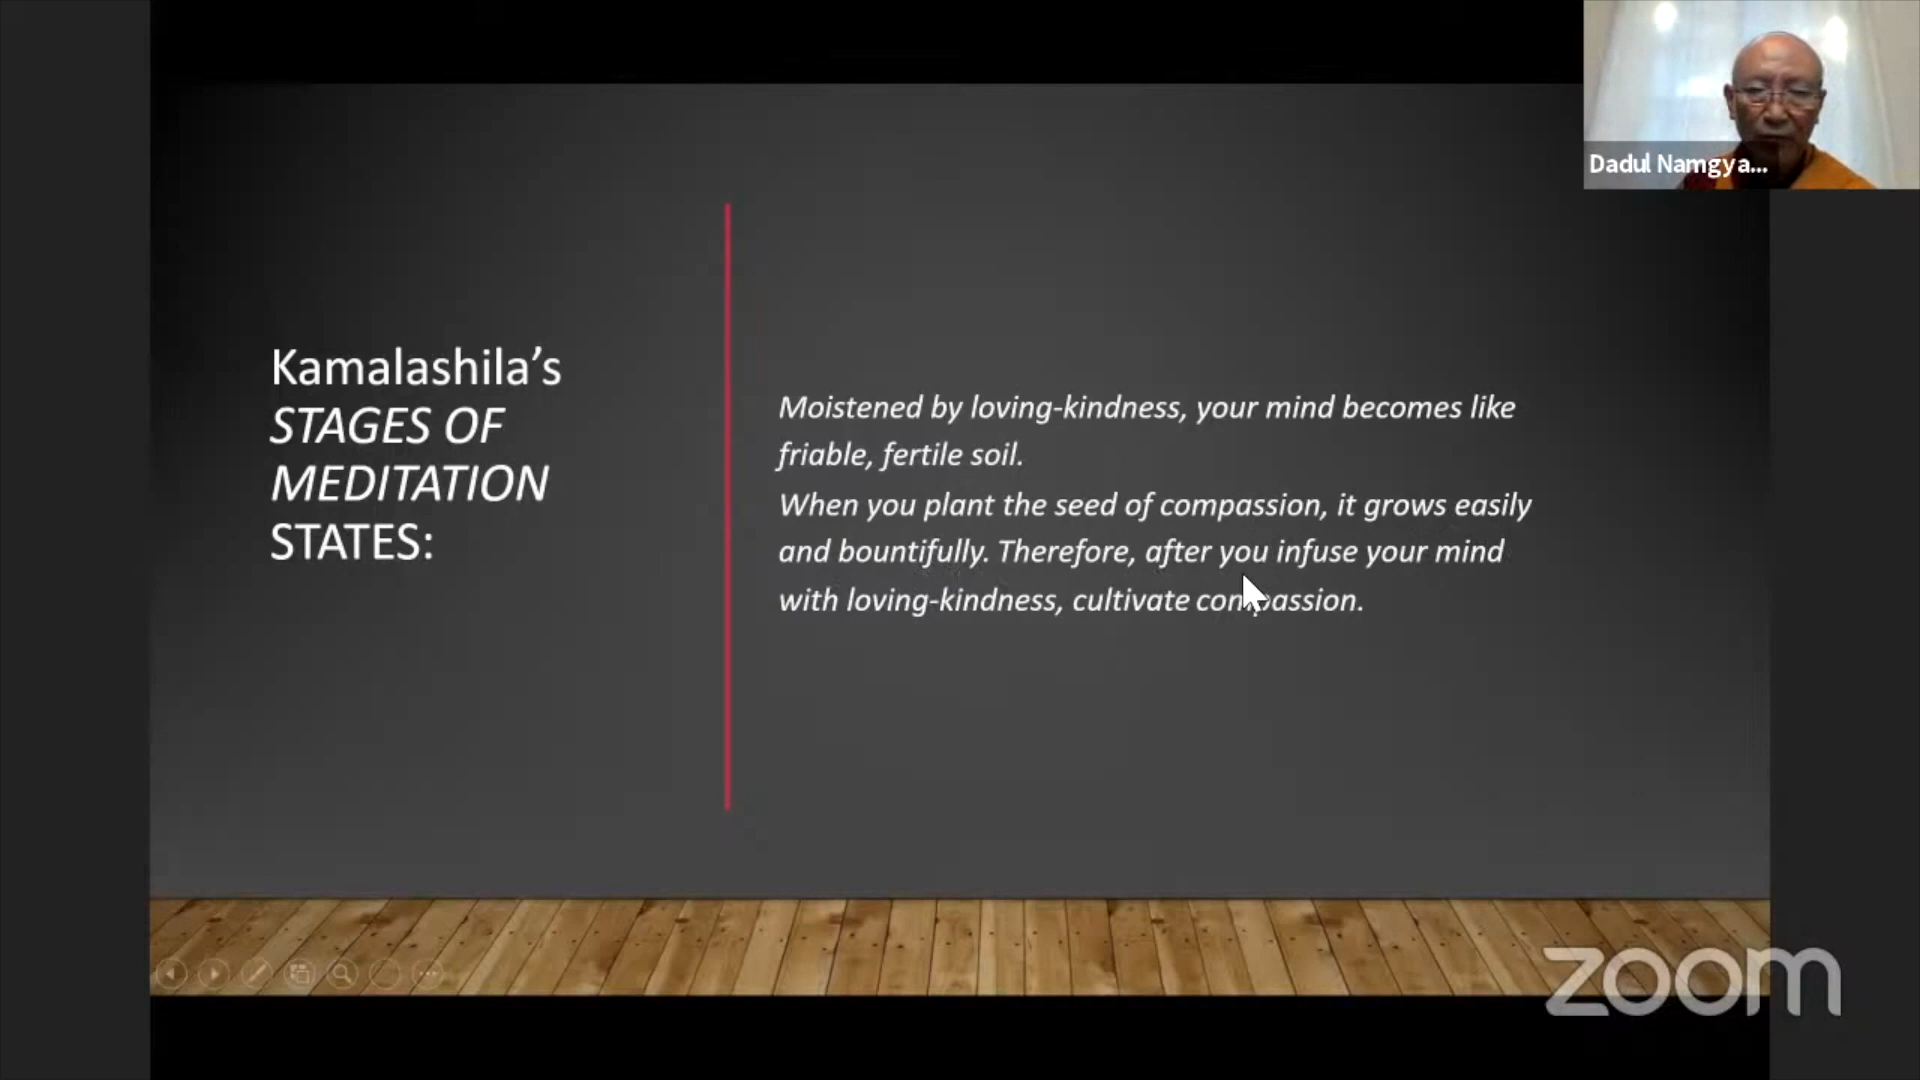 Dadul Namgya...
Kamalashila’s
STAGES OF
MEDITATION
STATES:
Moistened by loving-kindness, your mind becomes like
friable, fertile soil.
When you plant the seed of compassion, it grows easily
and bountifully. Therefore, after you infuse your mind
with loving-kindness, cultivate compassion.
zoom